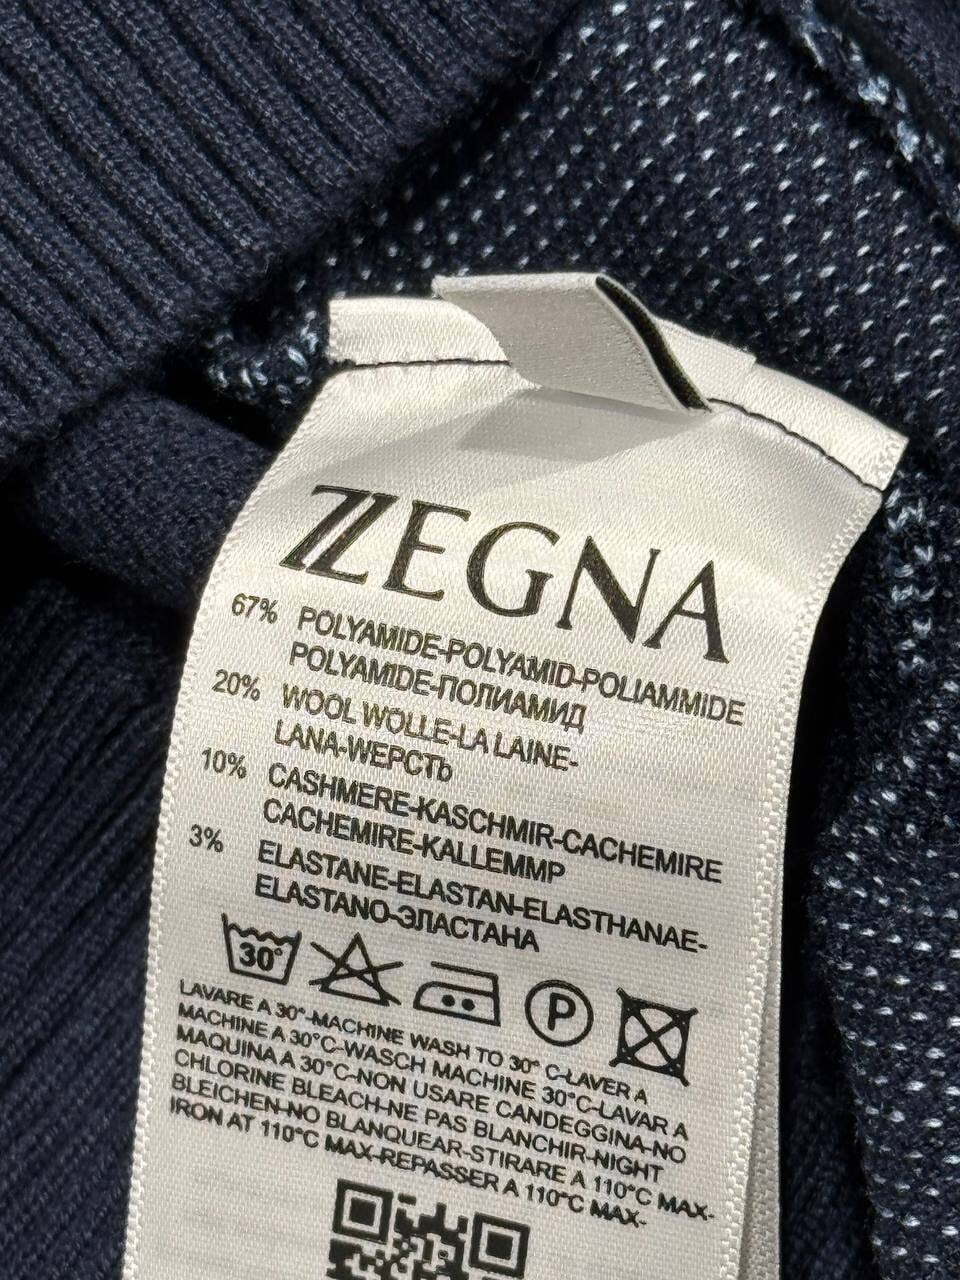 ZEGNA
67% POLYAMIDE-POLYAMID-POLIAMMIDE
POLYAMIDE-ПОЛИАМИД
20% WOOL WOLLE-LA LAINE-
LANA-WEPCTb
10% CASHMERE-KASCHMIR-CACHEMIRE
CACHEMIRE-KALLEMMP
3% ELASTANE-ELASTAN-ELASTHANAE-
ELASTANO-ЭЛАСТАНА
30°
P
LAVARE A 30°-MACHINE WASH TO 30° C-LAVER A
MACHINE A 30°C-WASCH MACHINE 30°C-LAVAR A
MAQUINA A 30°C-NON USARE CANDEGGINA-NO
CHLORINE BLEACH-NE PAS BLANCHIR-NIGHT
BLEICHEN-NO BLANQUEAR-STIRARE A 110°C MAX-
IRON AT 110°C MAX-REPASSER A 110°C MAX-